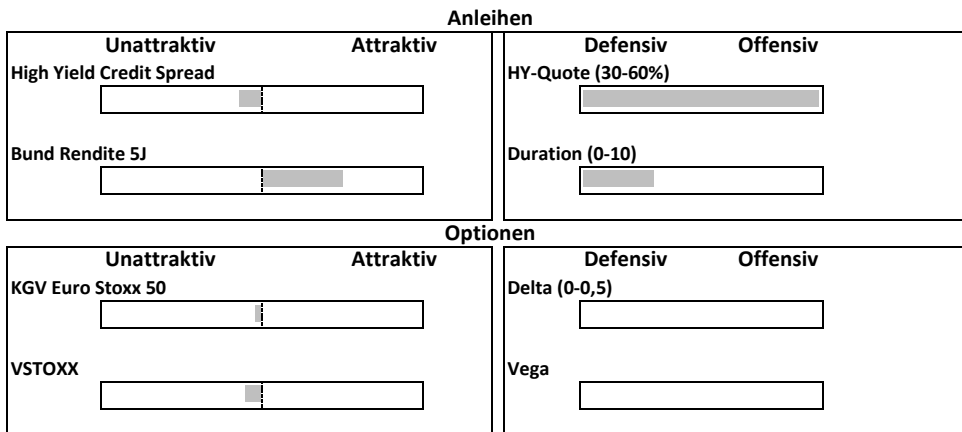 Anleihen
Unattraktiv Attraktiv
High Yield Credit Spread
Bund Rendite 5J
Defensiv Offensiv
HY-Quote (30-60%)
Duration (0-10)
Optionen
Unattraktiv Attraktiv
KGV Euro Stoxx 50
VSTOXX
Defensiv Offensiv
Delta (0-0,5)
Vega